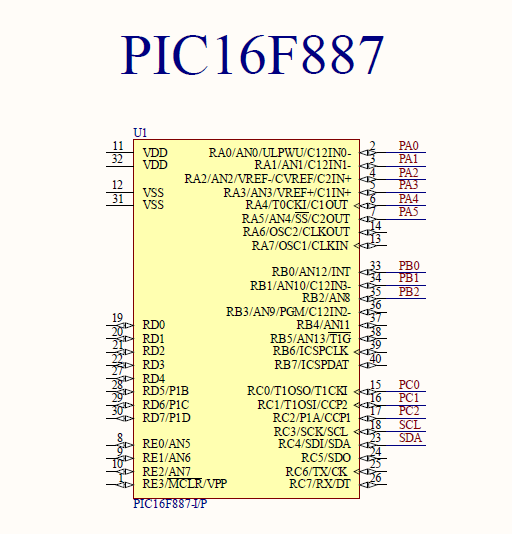 PIC16F887
U1
11 VDD RA0/AN0/ULPWU/C12IN0- 2 PA0
32 VDD RA1/AN1/C12IN1- 3 PA1
RA2/AN2/VREF-/CVREF/C2IN+ 4 PA2
12 VSS RA3/AN3/VREF+/C1IN+ 5 PA3
31 VSS RA4/T0CKI/C1OUT 6 PA4
RA5/AN4/SS/C2OUT 7 PA5
RA6/OSC2/CLKOUT 14
RA7/OSC1/CLKIN 13
RB0/AN12/INT 33 PB0
RB1/AN10/C12IN3- 34 PB1
RB2/AN8 35 PB2
RB3/AN9/PGM/C12IN2- 36
19 RD0 RB4/AN11 37
20 RD1 RB5/AN13/T1G 38
21 RD2 RB6/ICSPCLK 39
22 RD3 RB7/ICSPDAT 40
27 RD4
28 RD5/P1B RC0/T1OSO/T1CKI 15 PC0
29 RD6/P1C RC1/T1OSI/CCP2 16 PC1
30 RD7/P1D RC2/P1A/CCP1 17 PC2
RC3/SCK/SCL 18 SCL
8 RE0/AN5 RC4/SDI/SDA 23 SDA
9 RE1/AN6 RC5/SDO 24
10 RE2/AN7 RC6/TX/CK 25
1 RE3/MCLR/VPP RC7/RX/DT 26
PIC16F887-I/P